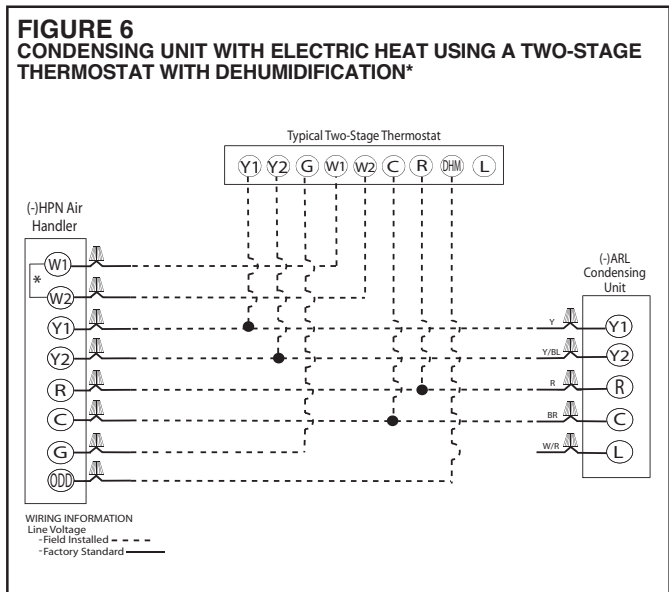 FIGURE 6
CONDENSING UNIT WITH ELECTRIC HEAT USING A TWO-STAGE
THERMOSTAT WITH DEHUMIDIFICATION*
Typical Two-Stage Thermostat
Y1 Y2 G W1 W2 C R DHM L
(-)HPN Air
Handler
W1
*
W2
Y1
Y2
R
C
G
ODD
(-)ARL
Condensing
Unit
Y Y1
Y/BL Y2
R R
BR C
W/R L
WIRING INFORMATION
Line Voltage
-Field Installed
-Factory Standard